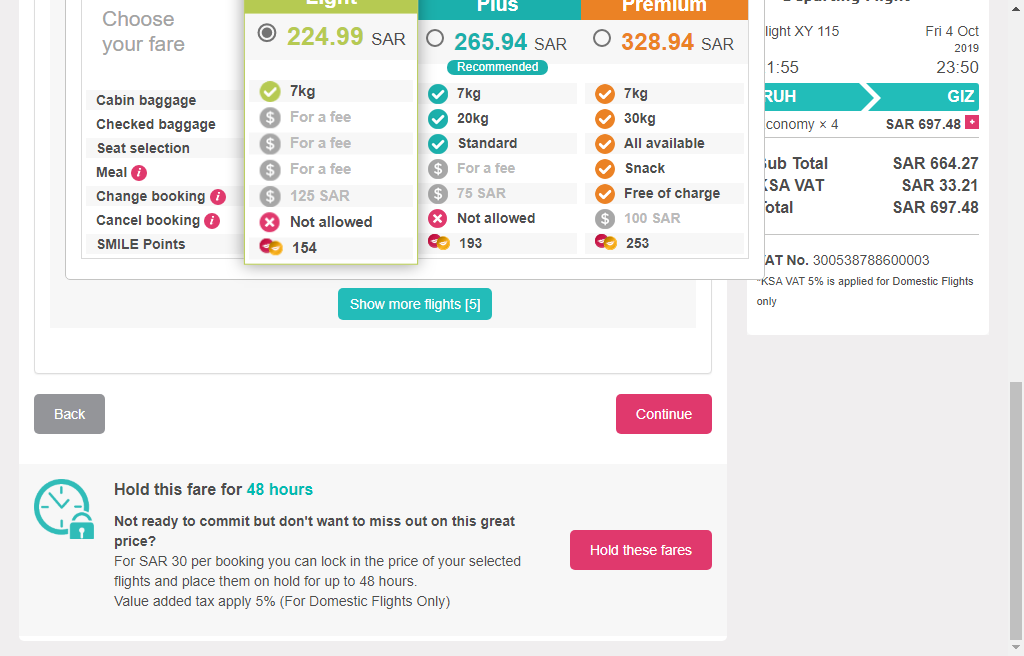 Choose
your fare
Light
224.99 SAR
Plus
265.94 SAR
Recommended
Premium
328.94 SAR
Cabin baggage 7kg 7kg 7kg
Checked baggage For a fee 20kg 30kg
Seat selection For a fee Standard All available
Meal i For a fee For a fee Snack
Change booking i 125 SAR 75 SAR Free of charge
Cancel booking i Not allowed Not allowed 100 SAR
SMILE Points 154 193 253
Show more flights [5]
Back
Continue
Hold this fare for 48 hours
Not ready to commit but don't want to miss out on this great
price?
For SAR 30 per booking you can lock in the price of your selected
flights and place them on hold for up to 48 hours.
Value added tax apply 5% (For Domestic Flights Only)
Hold these fares
Departing Flight
light XY 115 Fri 4 Oct
2019
1:55 23:50
RUH GIZ
conomy × 4 SAR 697.48 +
ub Total SAR 664.27
KSA VAT SAR 33.21
otal SAR 697.48
VAT No. 300538788600003
*KSA VAT 5% is applied for Domestic Flights
only